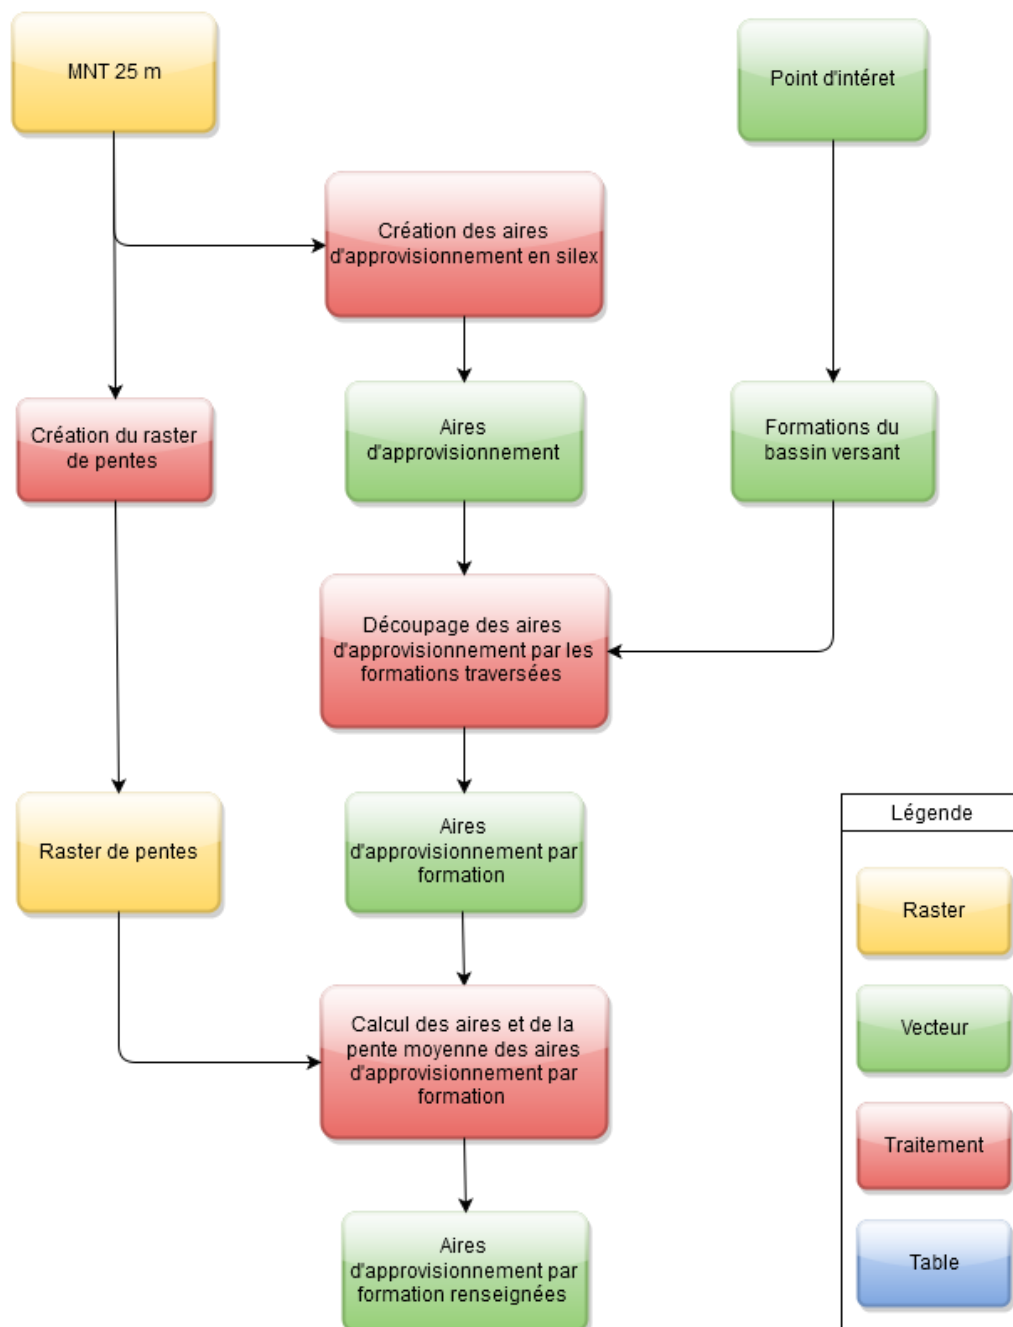 MNT 25 m
Point d'intéret
Création des aires
d'approvisionnement en silex
Création du raster
de pentes
Aires
d'approvisionnement
Formations du
bassin versant
Découpage des aires
d'approvisionnement par les
formations traversées
Raster de pentes
Aires
d'approvisionnement par
formation
Calcul des aires et de la
pente moyenne des aires
d'approvisionnement par
formation
Aires
d'approvisionnement par
formation renseignées
Légende
Raster
Vecteur
Traitement
Table